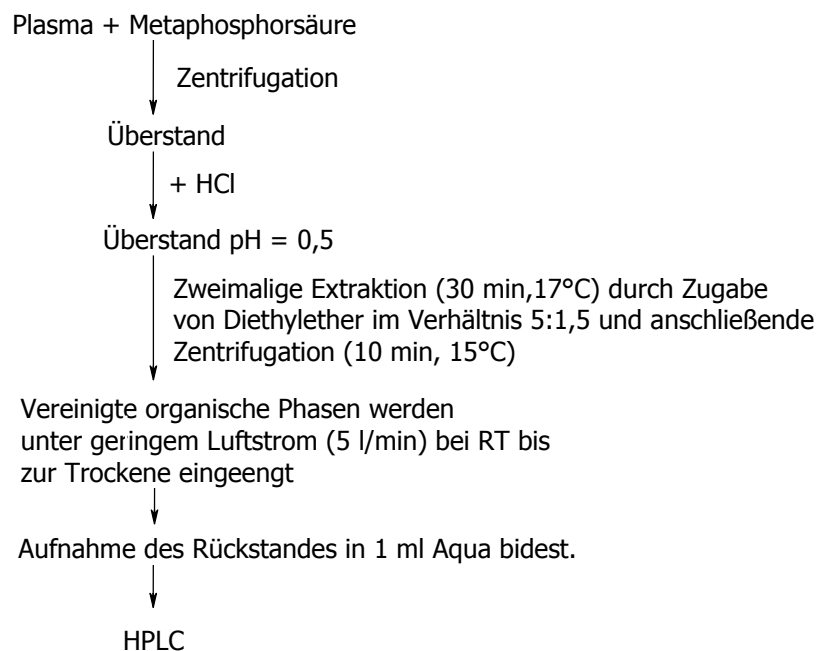 Plasma + Metaphosphorsäure
Zentrifugation
Überstand
+ HCl
Überstand pH = 0,5
Zweimalige Extraktion (30 min,17°C) durch Zugabe
von Diethylether im Verhältnis 5:1,5 und anschließende
Zentrifugation (10 min, 15°C)
Vereinigte organische Phasen werden
unter geringem Luftstrom (5 l/min) bei RT bis
zur Trockene eingeengt
Aufnahme des Rückstandes in 1 ml Aqua bidest.
HPLC